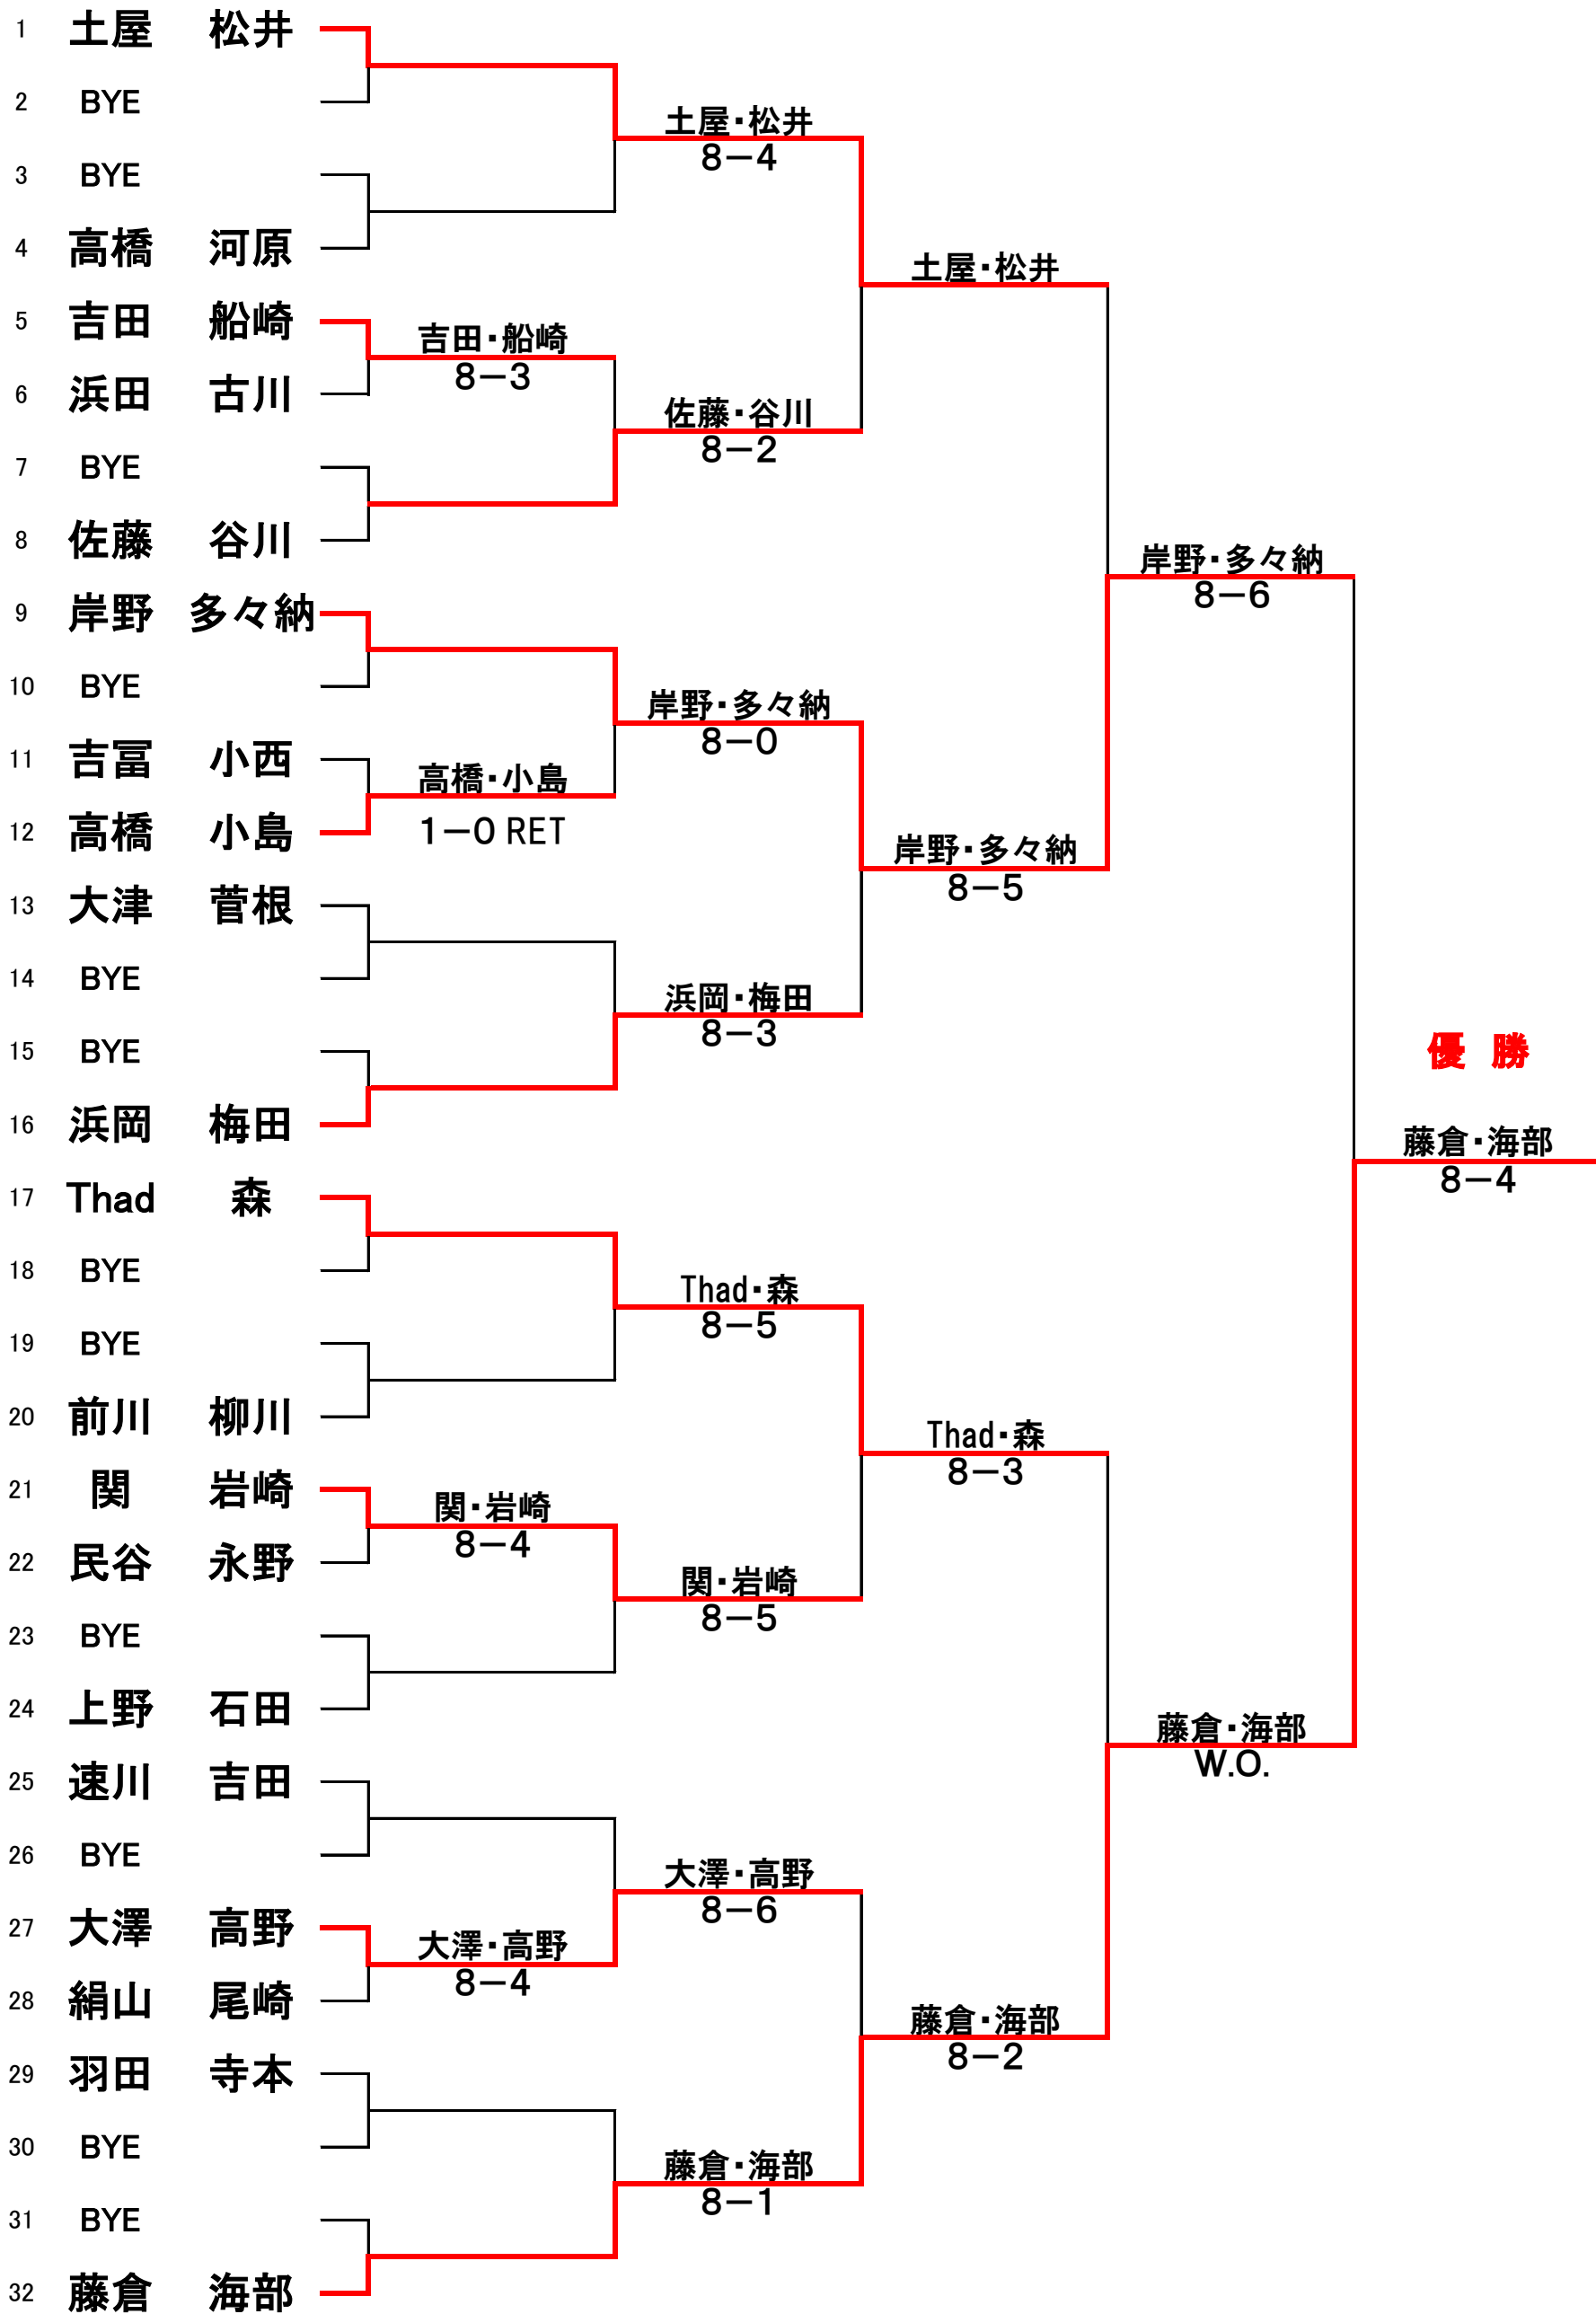 1 土屋 松井
2 BYE
土屋・松井
8－4
3 BYE
4 高橋 河原
土屋・松井
5 吉田 船崎
吉田・船崎
8－3
6 浜田 古川
佐藤・谷川
8－2
7 BYE
8 佐藤 谷川
岸野・多々納
8－6
9 岸野 多々納
10 BYE
岸野・多々納
8－0
11 吉冨 小西
高橋・小島
1－0 RET
12 高橋 小島
岸野・多々納
8－5
13 大津 菅根
14 BYE
浜岡・梅田
8－3
15 BYE
優 勝
16 浜岡 梅田
藤倉・海部
8－4
17 Thad 森
18 BYE
Thad・森
8－5
19 BYE
20 前川 柳川
Thad・森
8－3
21 関 岩崎
関・岩崎
8－4
22 民谷 永野
関・岩崎
8－5
23 BYE
24 上野 石田
藤倉・海部
W.O.
25 速川 吉田
26 BYE
大澤・高野
8－6
27 大澤 高野
大澤・高野
8－4
28 絹山 尾崎
藤倉・海部
8－2
29 羽田 寺本
30 BYE
藤倉・海部
8－1
31 BYE
32 藤倉 海部